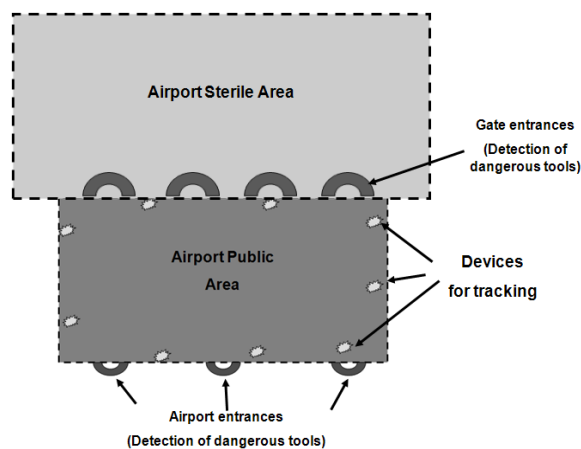 Airport Sterile Area
Gate entrances
(Detection of
dangerous tools)
Airport Public
Area
Devices
for tracking
Airport entrances
(Detection of dangerous tools)